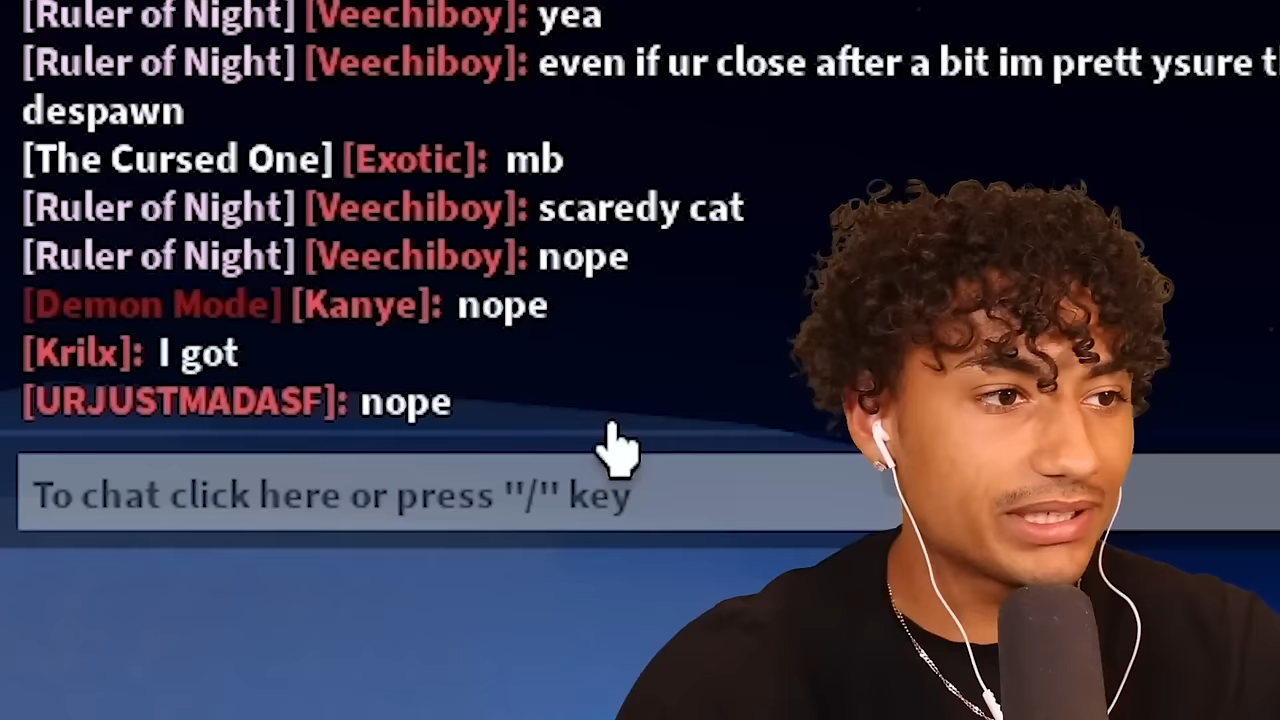 [Ruler of Night] [Veechiboy]: yea
[Ruler of Night] [Veechiboy]: even if ur close after a bit im prett ysure
despawn
[The Cursed One] [Exotic]: mb
[Ruler of Night] [Veechiboy]: scaredy cat
[Ruler of Night] [Veechiboy]: nope
[Demon Mode] [Kanye]: nope
[Krilx]: I got
[URJUSTMADASF]: nope
To chat click here or press "/" key